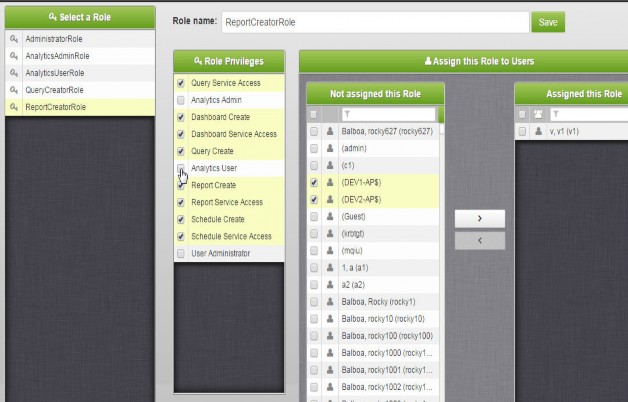 Select a Role
AdministratorRole
AnalyticsAdminRole
AnalyticsUserRole
QueryCreatorRole
ReportCreatorRole
Role name:
ReportCreatorRole
Save
Role Privileges
Query Service Access
Analytics Admin
Dashboard Create
Dashboard Service Access
Query Create
Analytics User
Report Create
Report Service Access
Schedule Create
Schedule Service Access
User Administrator
Assign this Role to Users
Not assigned this Role
Balboa, rocky627 (rocky627)
(admin)
(c1)
(DEV1-AP$)
(DEV2-AP$)
(Guest)
(krbtgt)
(mqiu)
1, a (a1)
a2 (a2)
Balboa, Rocky (rocky1)
Balboa, rocky10 (rocky10)
Balboa, rocky100 (rocky100)
Balboa, rocky1000 (rocky1...
Balboa, rocky1001 (rocky1...
Balboa, rocky1002 (rocky1...
>
<
Assigned this Role
v, v1 (v1)